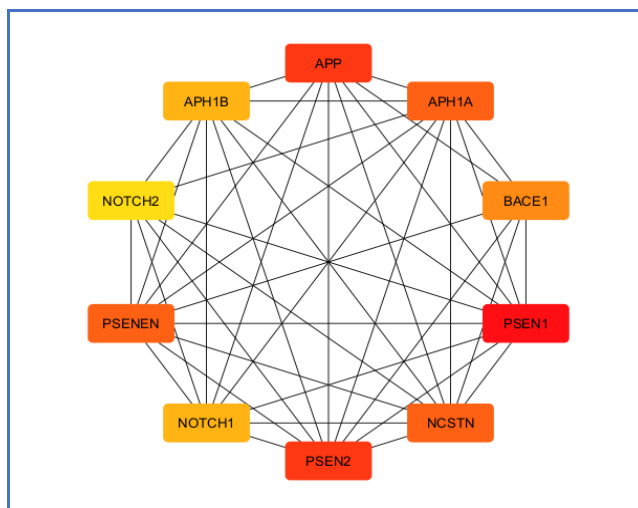 APP
APH1B
APH1A
NOTCH2
BACE1
PSENEN
PSEN1
NOTCH1
NCSTN
PSEN2